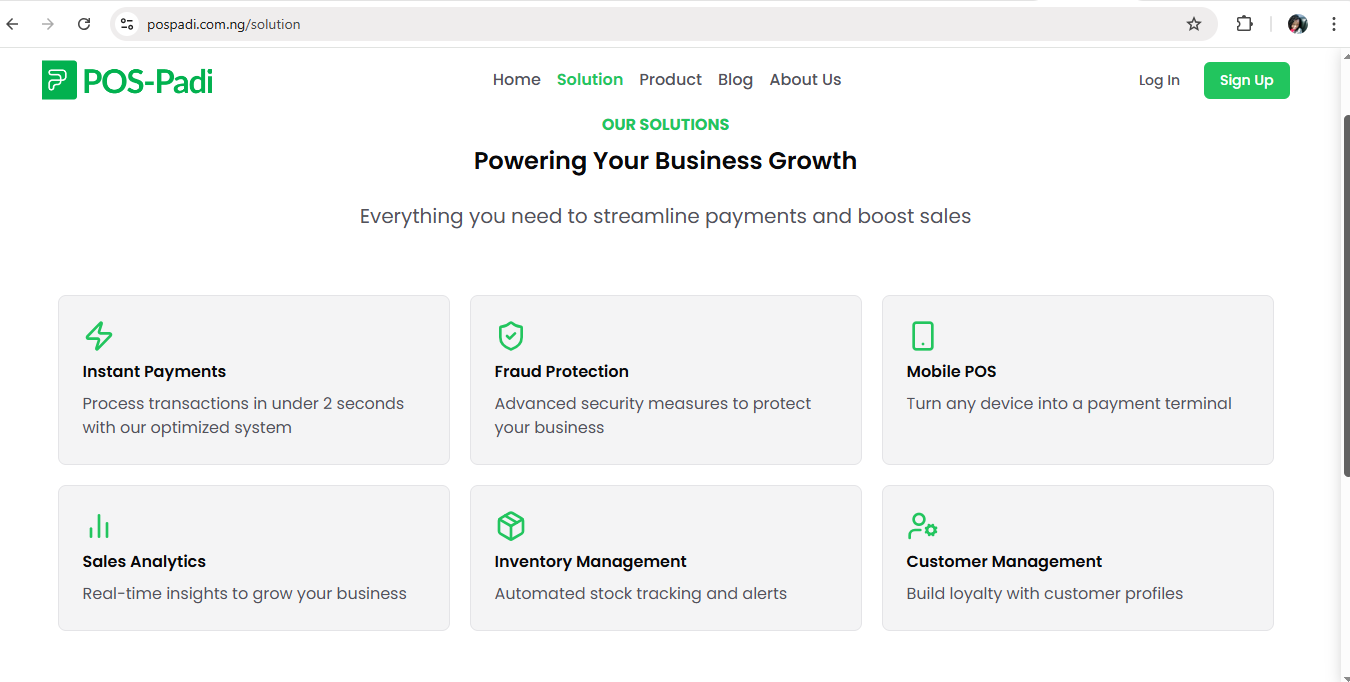 pospadi.com.ng/solution
POS-Padi
Home Solution Product Blog About Us
Log In
Sign Up
OUR SOLUTIONS
Powering Your Business Growth
Everything you need to streamline payments and boost sales
Instant Payments
Process transactions in under 2 seconds
with our optimized system
Fraud Protection
Advanced security measures to protect
your business
Mobile POS
Turn any device into a payment terminal
Sales Analytics
Real-time insights to grow your business
Inventory Management
Automated stock tracking and alerts
Customer Management
Build loyalty with customer profiles